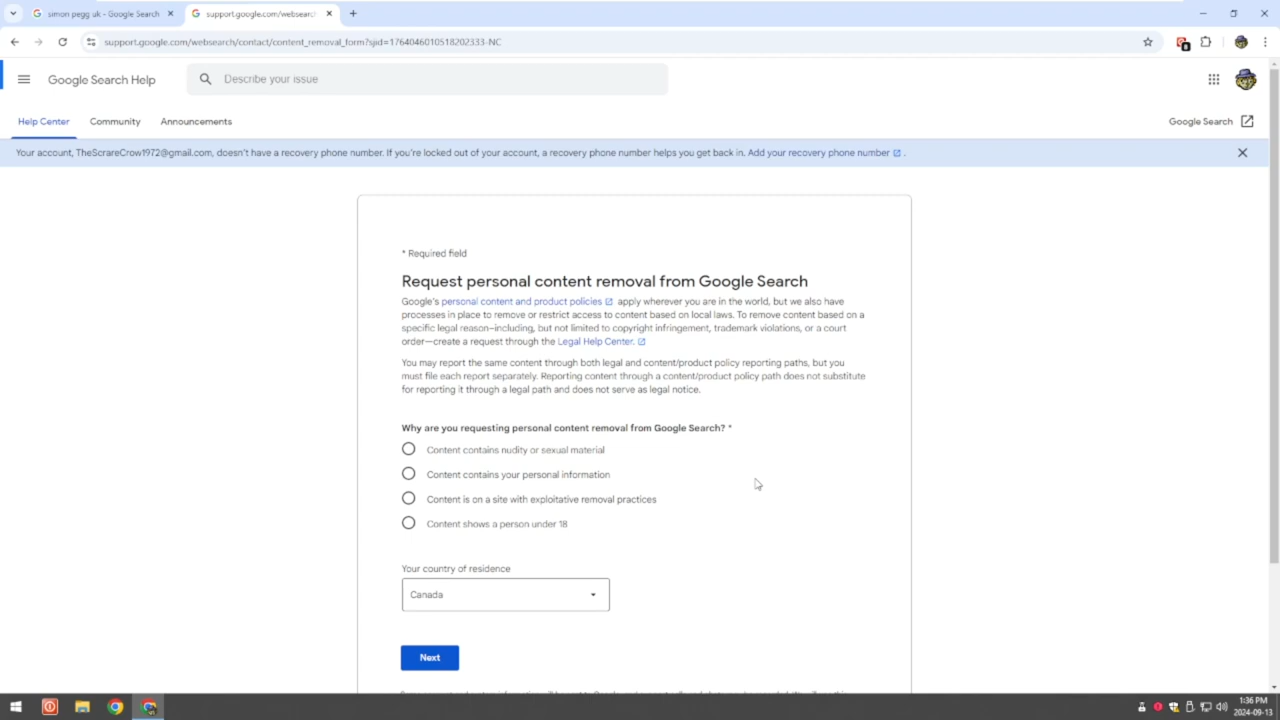 simon pegg uk - Google Search
support.google.com/websearch
support.google.com/websearch/contact/content_removal_form?sjid=1764046010518202333-NC
Google Search Help
Describe your issue
Help Center
Community
Announcements
Google Search
Your account, TheScrareCrow1972@gmail.com, doesn't have a recovery phone number. If you're locked out of your account, a recovery phone number helps you get back in. Add your recovery phone number .
* Required field
Request personal content removal from Google Search
Google's personal content and product policies apply wherever you are in the world, but we also have
processes in place to remove or restrict access to content based on local laws. To remove content based on a
specific legal reason–including, but not limited to copyright infringement, trademark violations, or a court
order—create a request through the Legal Help Center.
You may report the same content through both legal and content/product policy reporting paths, but you
must file each report separately. Reporting content through a content/product policy path does not substitute
for reporting it through a legal path and does not serve as legal notice.
Why are you requesting personal content removal from Google Search? *
Content contains nudity or sexual material
Content contains your personal information
Content is on a site with exploitative removal practices
Content shows a person under 18
Your country of residence
Canada
Next
1:36 PM
2024-09-13